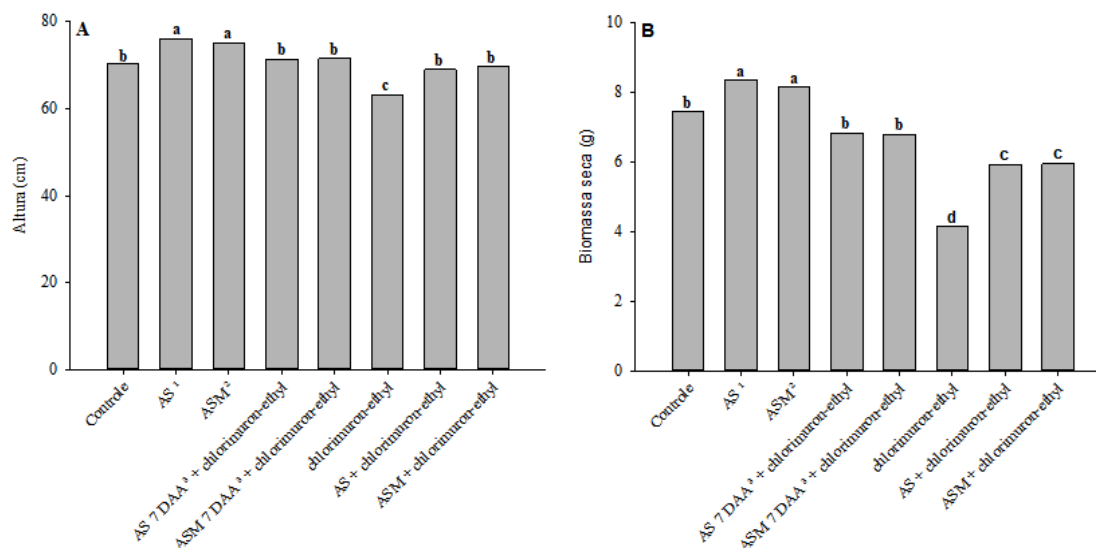 A
Altura (cm)
80
60
40
20
0
b
a
a
b
b
c
b
b
Controle
AS ¹
ASM ²
AS 7 DAA ³ + chlorimuron-ethyl
ASM 7 DAA ³ + chlorimuron-ethyl
chlorimuron-ethyl
AS + chlorimuron-ethyl
ASM + chlorimuron-ethyl
B
Biomassa seca (g)
10
8
6
4
2
0
b
a
a
b
b
d
c
c
Controle
AS ¹
ASM ²
AS 7 DAA ³ + chlorimuron-ethyl
ASM 7 DAA ³ + chlorimuron-ethyl
chlorimuron-ethyl
AS + chlorimuron-ethyl
ASM + chlorimuron-ethyl